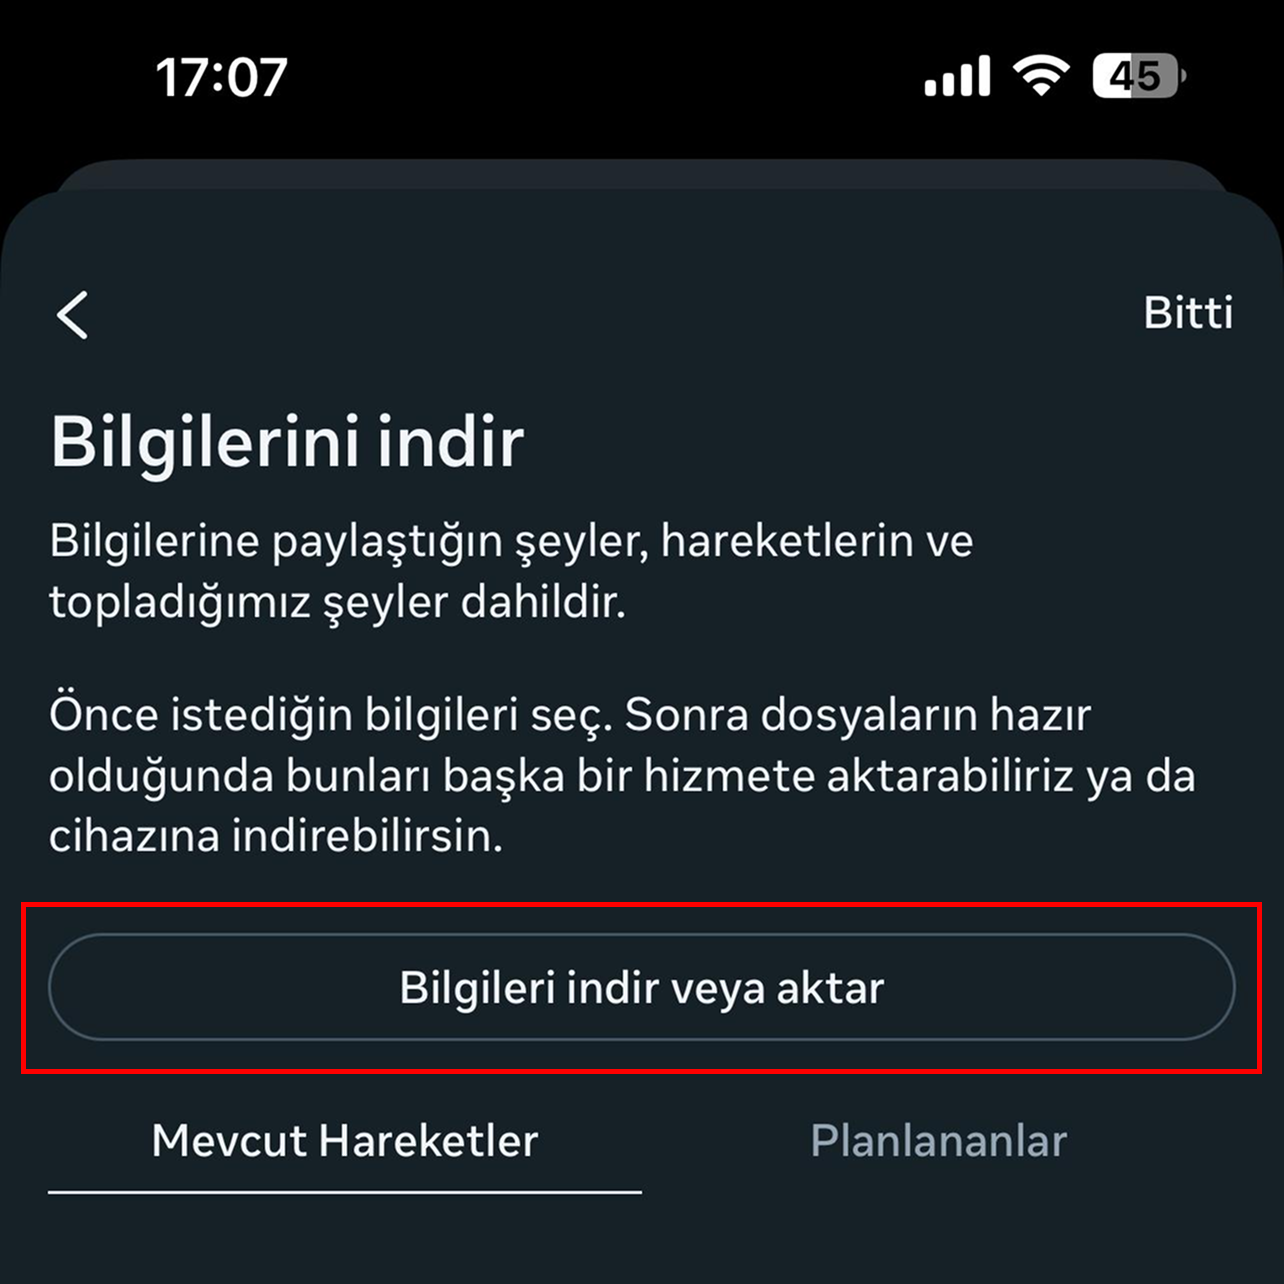 17:07
45
Bitti
Bilgilerini indir
Bilgilerine paylaştığın şeyler, hareketlerin ve
topladığımız şeyler dahildir.
Önce istediğin bilgileri seç. Sonra dosyaların hazır
olduğunda bunları başka bir hizmete aktarabiliriz ya da
cihazına indirebilirsin.
Bilgileri indir veya aktar
Mevcut Hareketler
Planlananlar